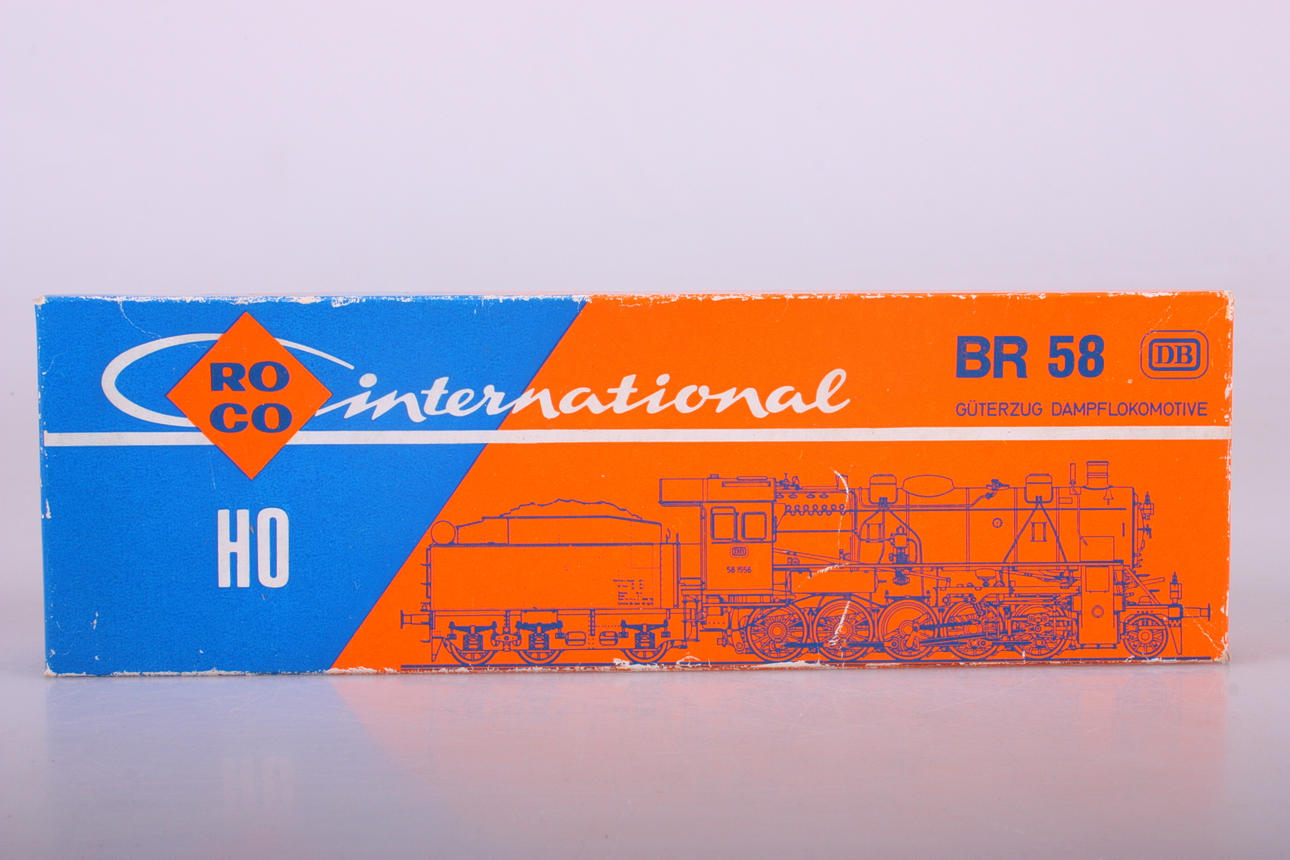 RO
CO
international
BR 58
DB
GÜTERZUG DAMPFLOKOMOTIVE
HO
DB
58 1556